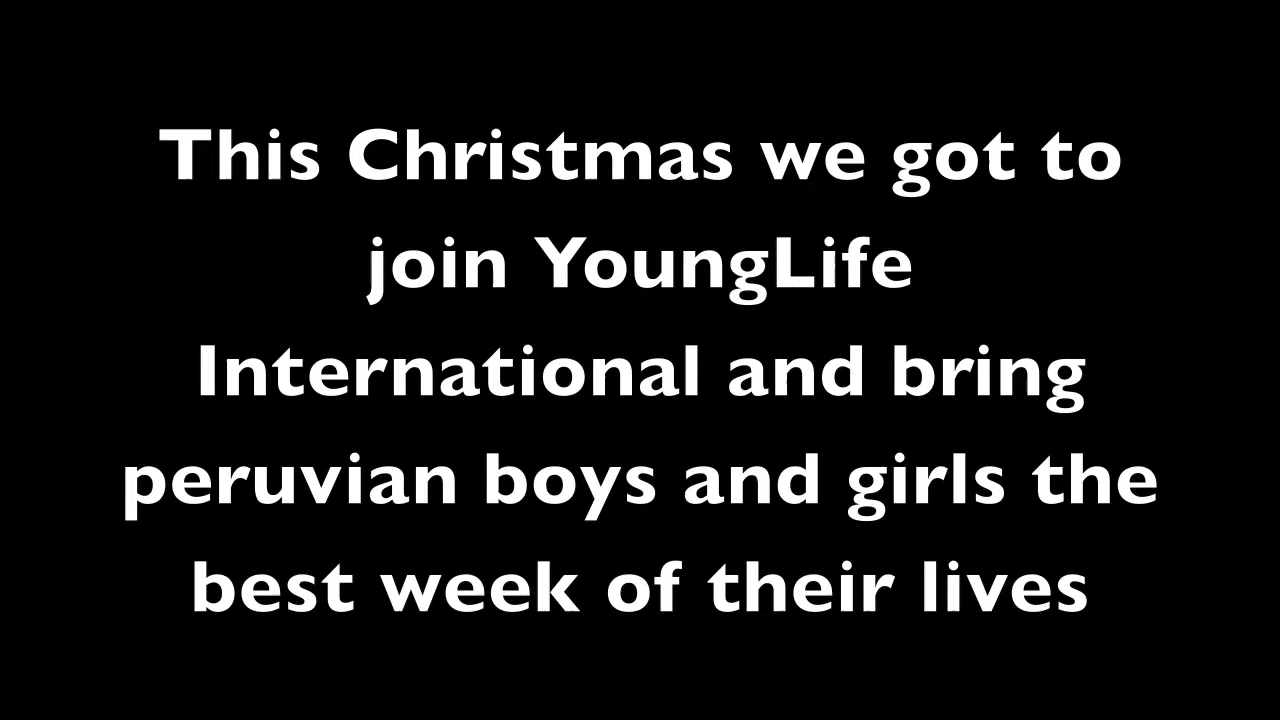 This Christmas we got to
join YoungLife
International and bring
peruvian boys and girls the
best week of their lives